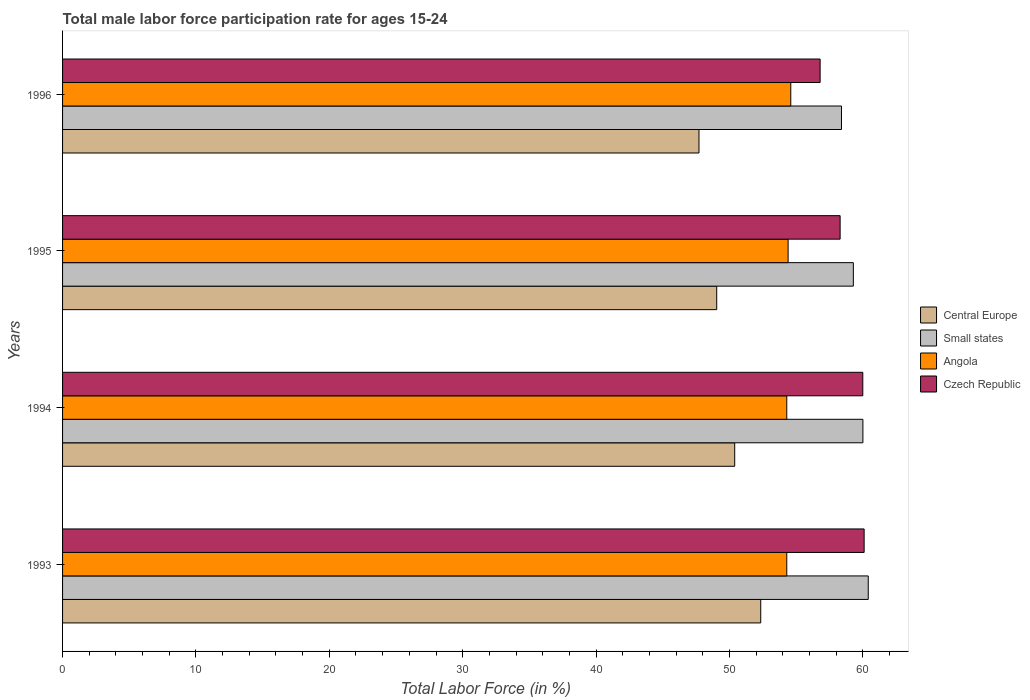 Total male labor force participation rate for ages 15-24
1996
1995
1994
1993
Years
0
10
20
30
40
50
60
Total Labor Force (in %)
Central Europe
Small states
Angola
Czech Republic